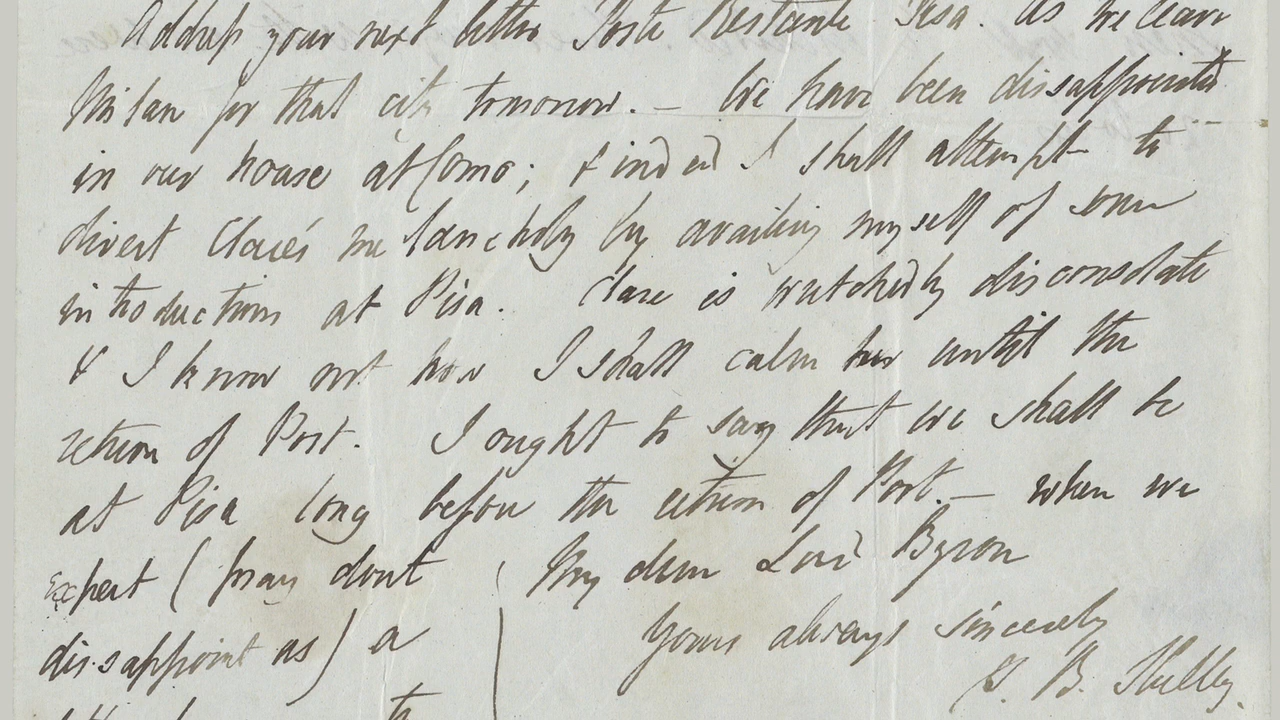 Address your next letter Poste Restante Pisa. as we leave
Milan for that city tomorrow. — We have been disappointed
in our house at Como; & indeed I shall attempt to
divert Clare's melancholy by availing myself of some
introductions at Pisa. Clare is wretchedly disconsolate
& I know not how I shall calm her until the
return of Post. I ought to say that we shall be
at Pisa long before the return of Post. — when we
expect (pray dont
disappoint us) a
My dear Lord Byron
Yours always sincerely
P. B. Shelley.